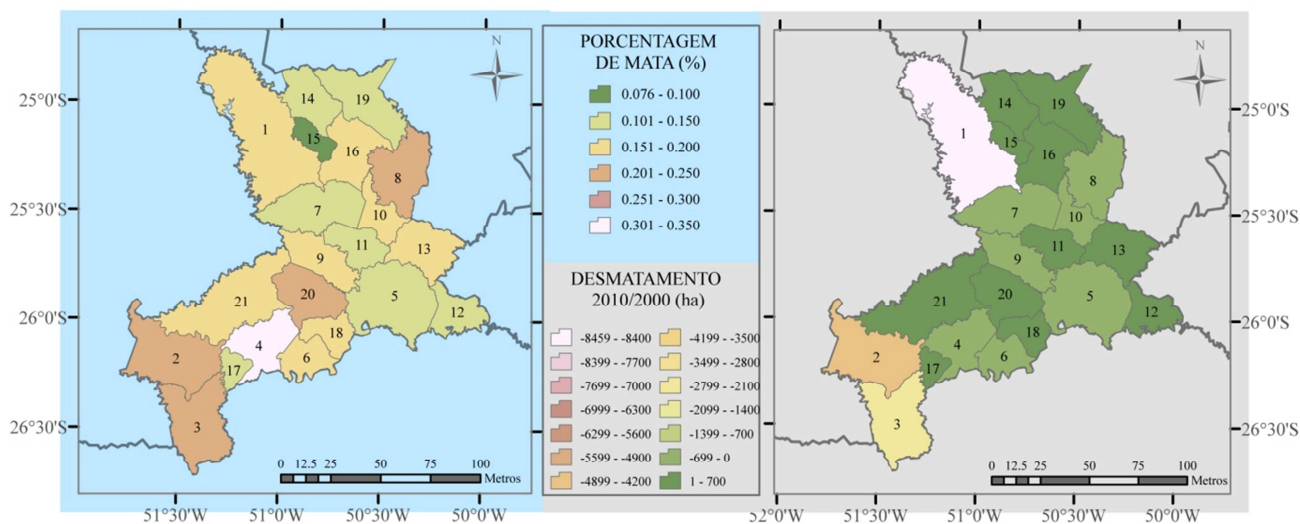 N
25°0'S
25°30'S
26°0'S
26°30'S
51°30'W
51°0'W
50°30'W
50°0'W
1
14
19
15
16
8
7
10
11
13
9
21
20
5
12
4
18
6
2
17
3
0 12.5 25 50 75 100
Metros
PORCENTAGEM
DE MATA (%)
0.076 - 0.100
0.101 - 0.150
0.151 - 0.200
0.201 - 0.250
0.251 - 0.300
0.301 - 0.350
DESMATAMENTO
2010/2000 (ha)
-8459 - -8400
-8399 - -7700
-7699 - -7000
-6999 - -6300
-6299 - -5600
-5599 - -4900
-4899 - -4200
-4199 - -3500
-3499 - -2800
-2799 - -2100
-2099 - -1400
-1399 - -700
-699 - 0
1 - 700
N
25°0'S
25°30'S
26°0'S
26°30'S
52°0'W
51°30'W
51°0'W
50°30'W
50°0'W
1
14
19
15
16
8
7
10
11
13
9
21
20
5
12
4
18
6
2
17
3
0 12.5 25 50 75 100
Metros